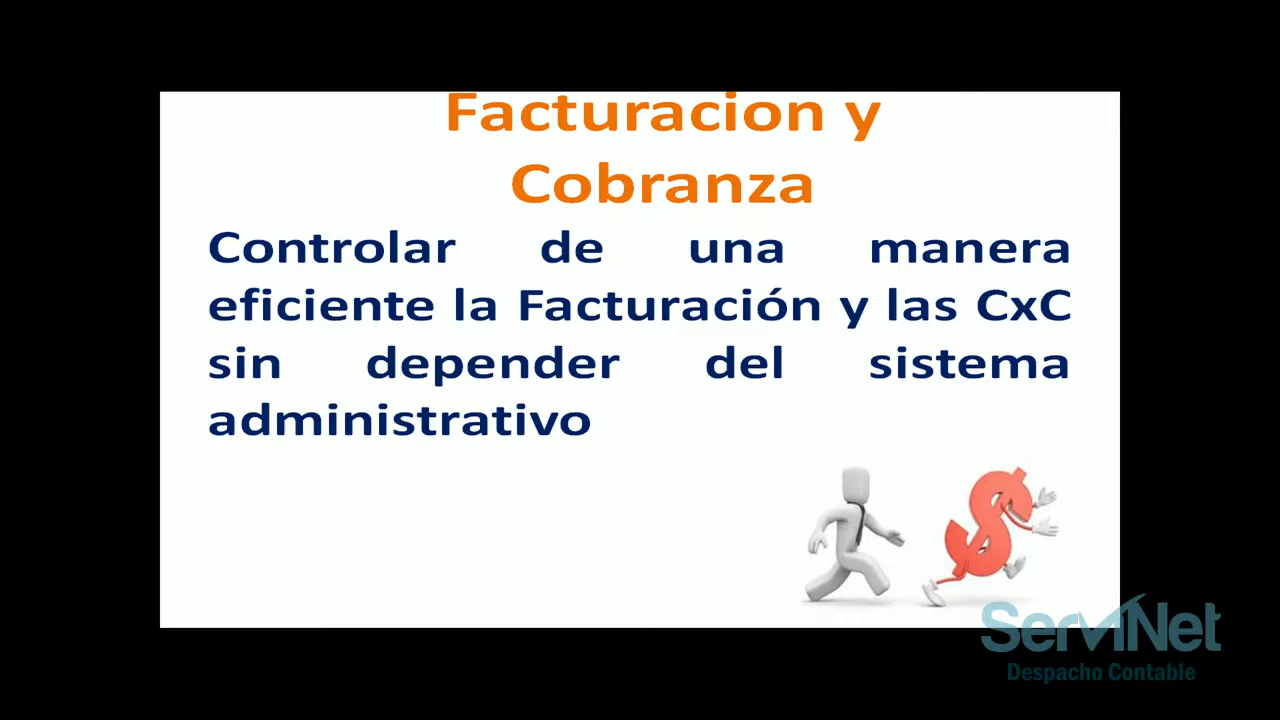 Facturacion y
Cobranza
Controlar de una manera
eficiente la Facturación y las CxC
sin depender del sistema
administrativo
ServiNet
Despacho Contable